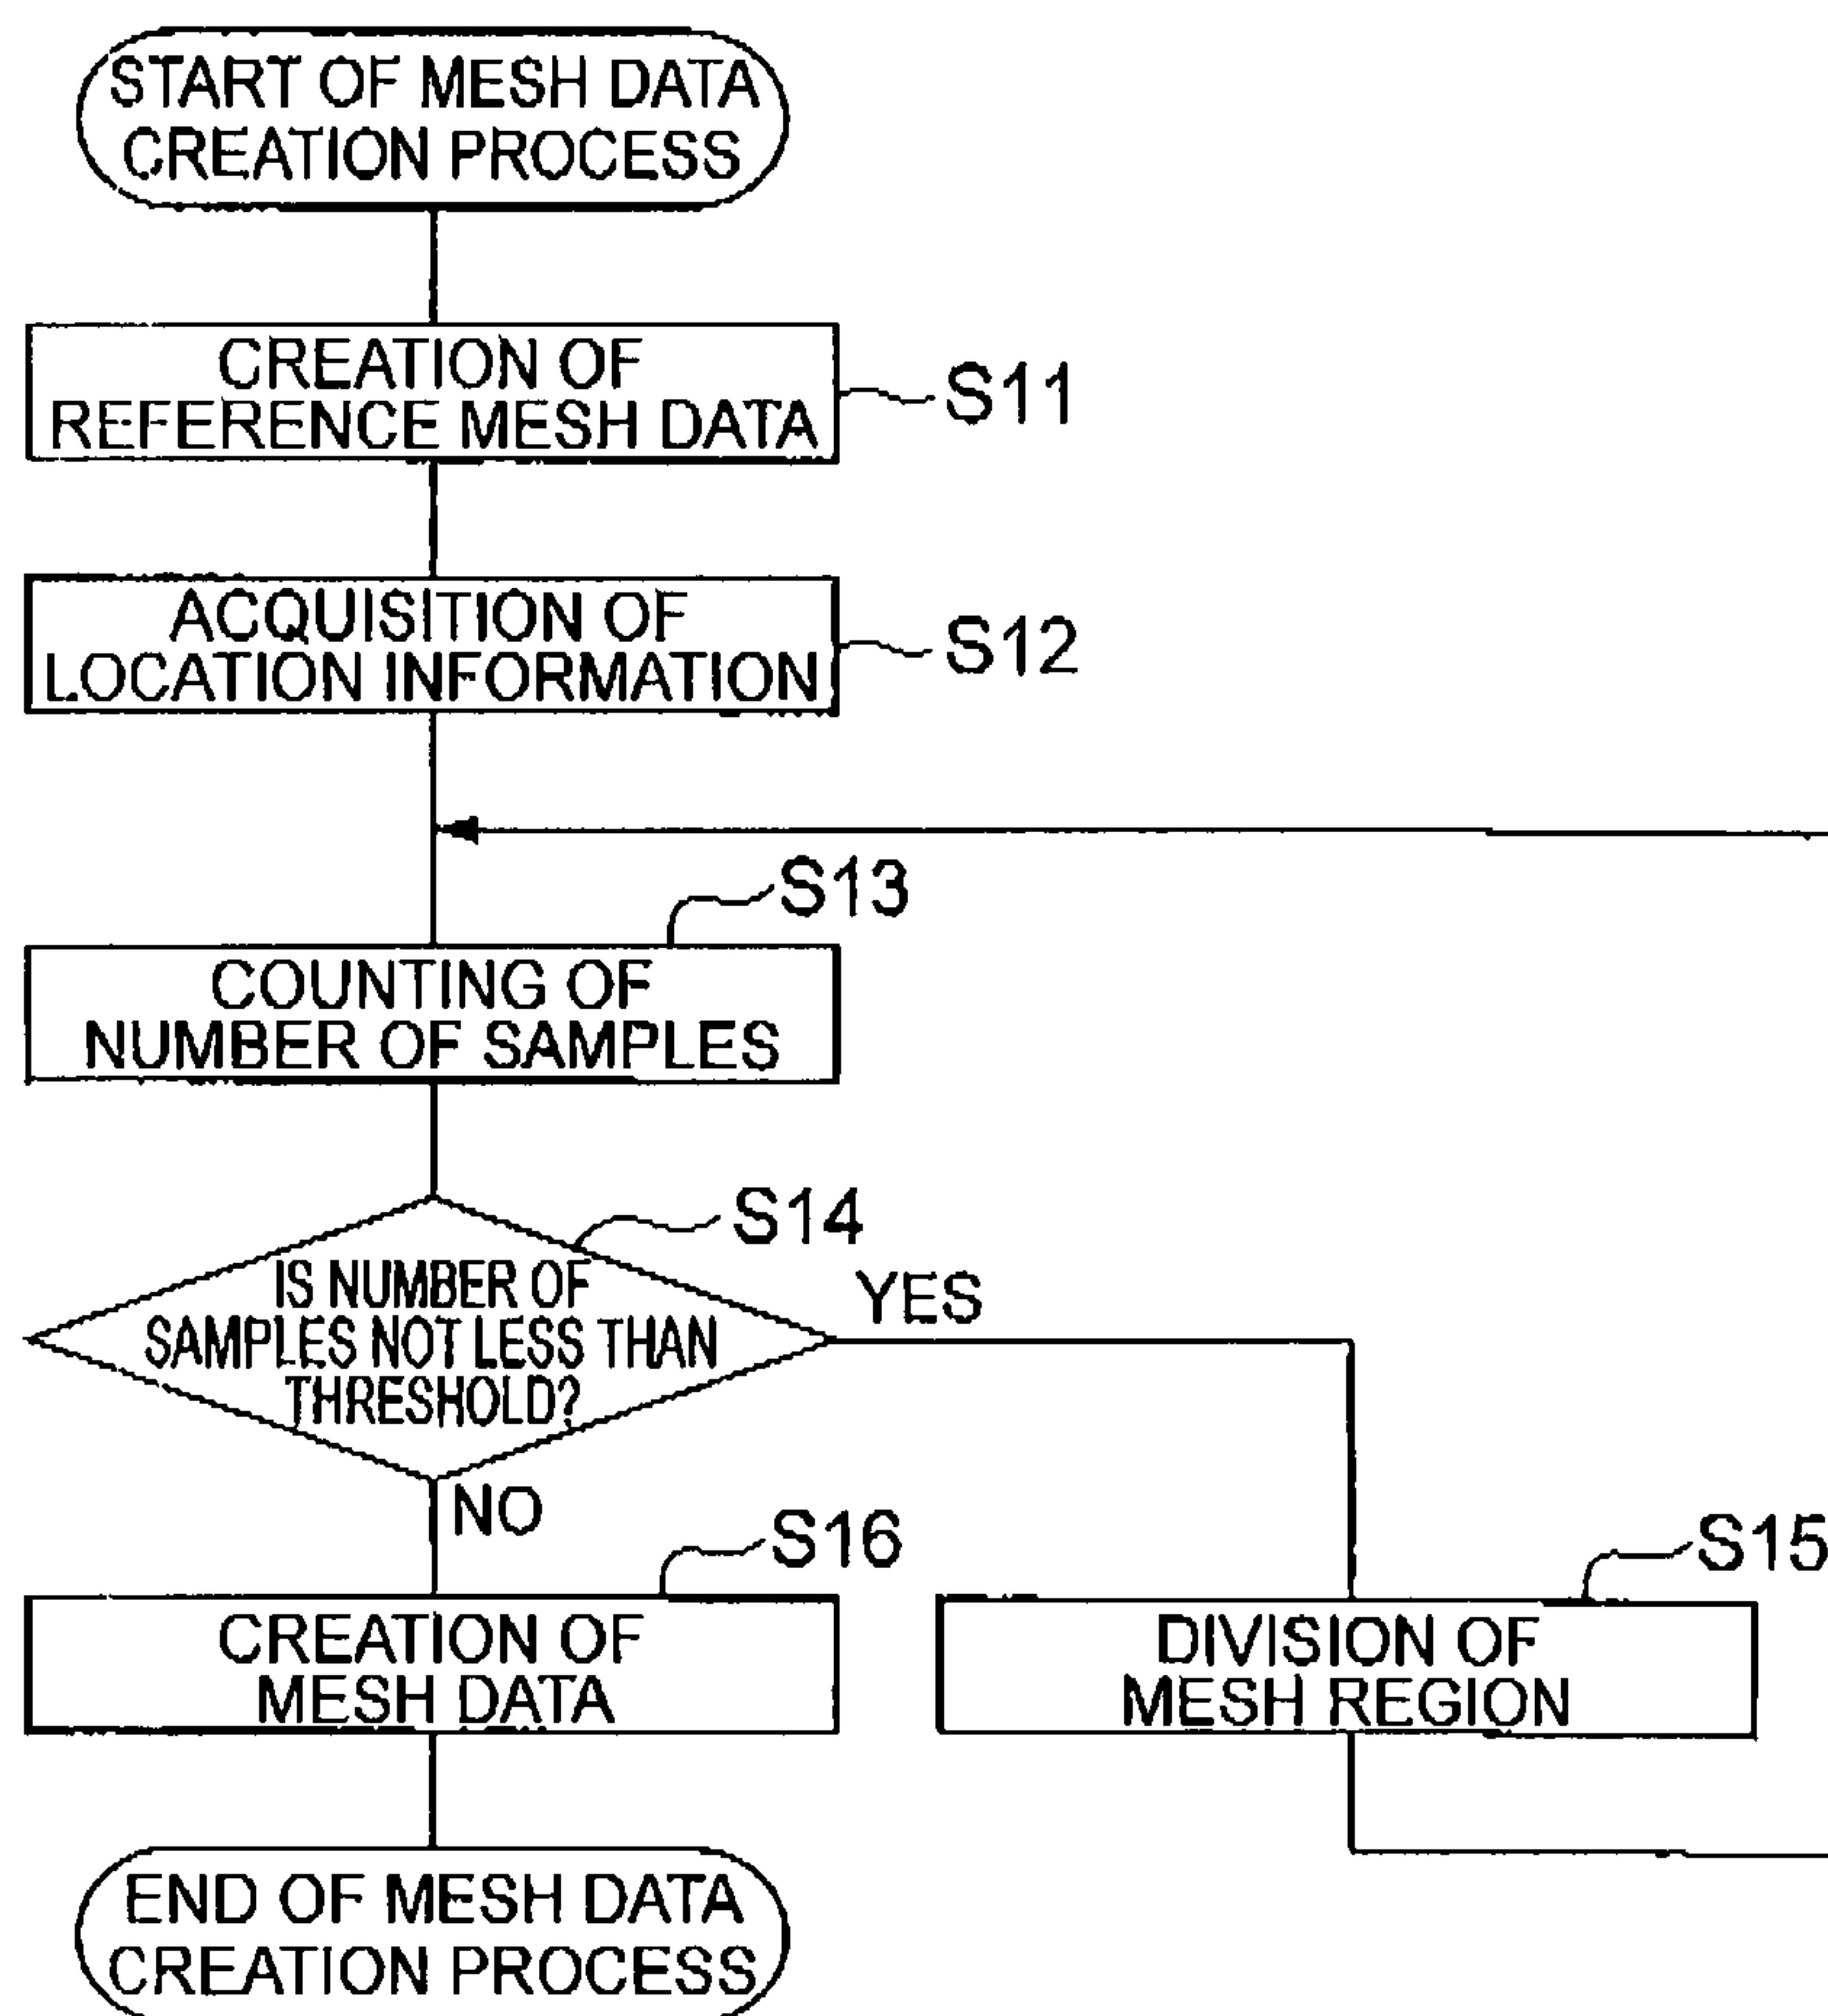 START OF MESH DATA
CREATION PROCESS
CREATION OF
REFERENCE MESH DATA
S11
ACQUISITION OF
LOCATION INFORMATION
S12
S13
COUNTING OF
NUMBER OF SAMPLES
S14
IS NUMBER OF
SAMPLES NOT LESS THAN
THRESHOLD?
YES
NO
S16
CREATION OF
MESH DATA
S15
DIVISION OF
MESH REGION
END OF MESH DATA
CREATION PROCESS